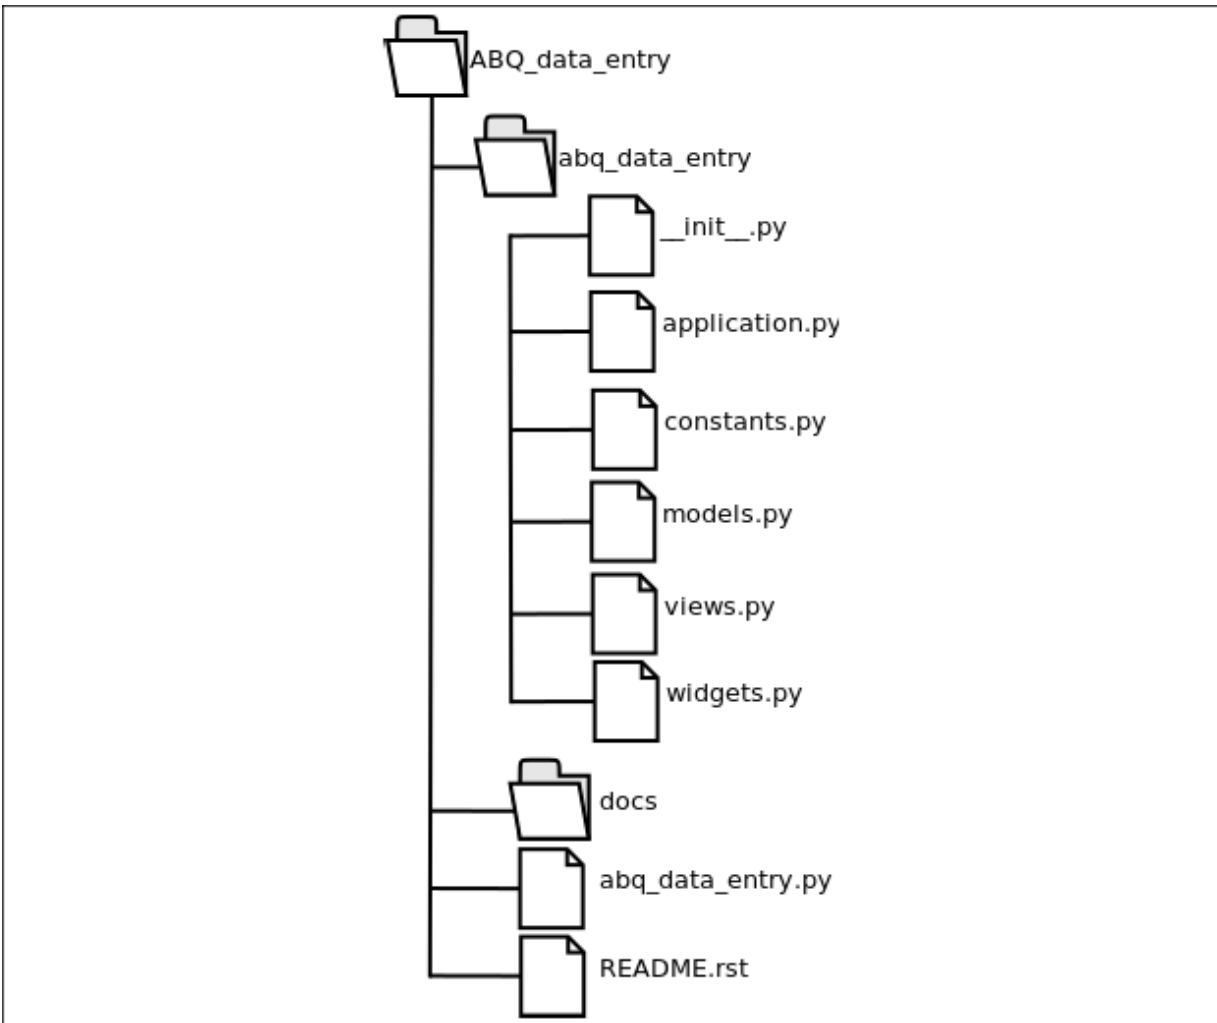 ABQ_data_entry
abq_data_entry
__init__.py
application.py
constants.py
models.py
views.py
widgets.py
docs
abq_data_entry.py
README.rst